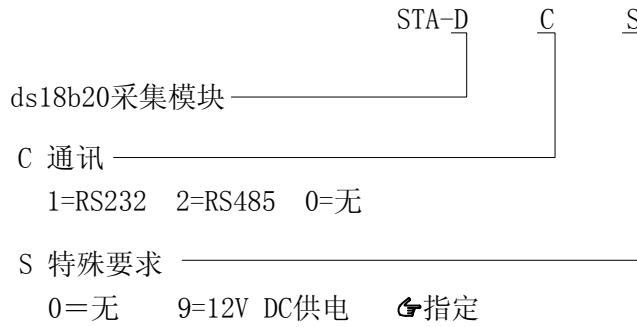 STA-D C S
ds18b20采集模块
C 通讯
1=RS232 2=RS485 0=无
S 特殊要求
0＝无 9=12V DC供电 ☞指定